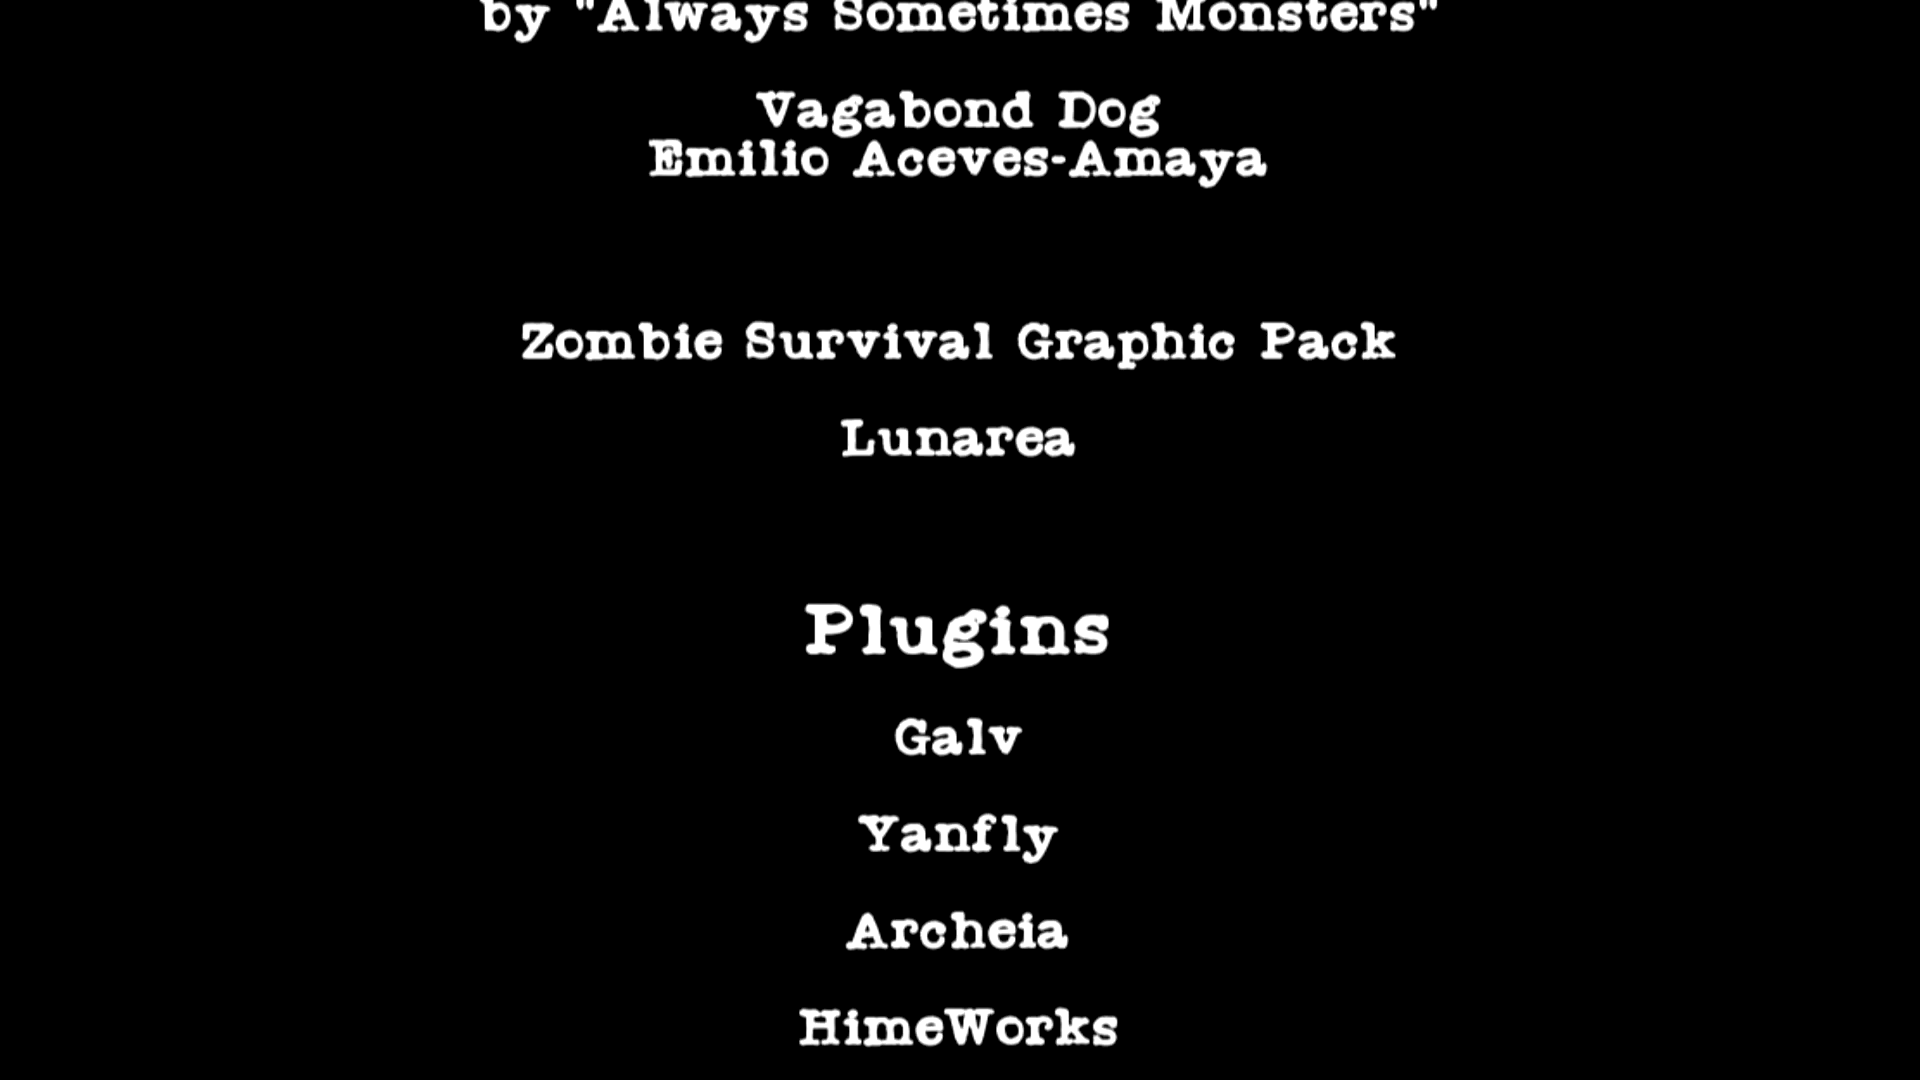 by "Always Sometimes Monsters"
Vagabond Dog
Emilio Aceves-Amaya
Zombie Survival Graphic Pack
Lunarea
Plugins
Galv
Yanfly
Archeia
HimeWorks